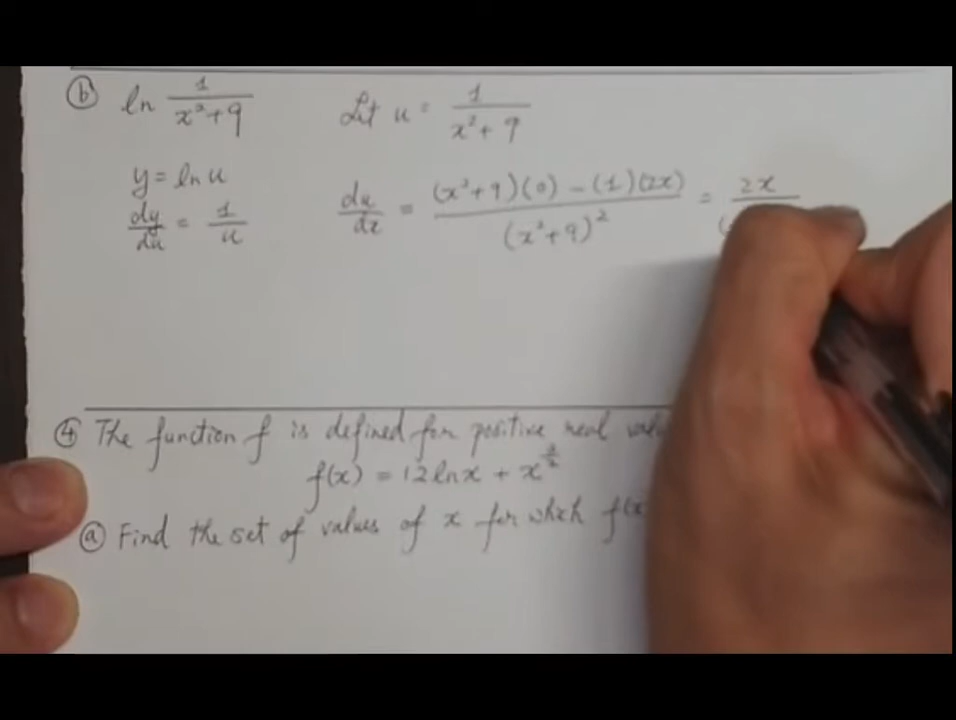 ⓑ ln 1/(x²+9) Let u = 1/(x²+9)
y = ln u
dy/du = 1/u du/dx = ((x²+9)(0) - (1)(2x))/(x²+9)² = 2x
④ The function f is defined for positive real
f(x) = 12 ln x + x^(3/2)
ⓐ Find the set of values of x for which f(x